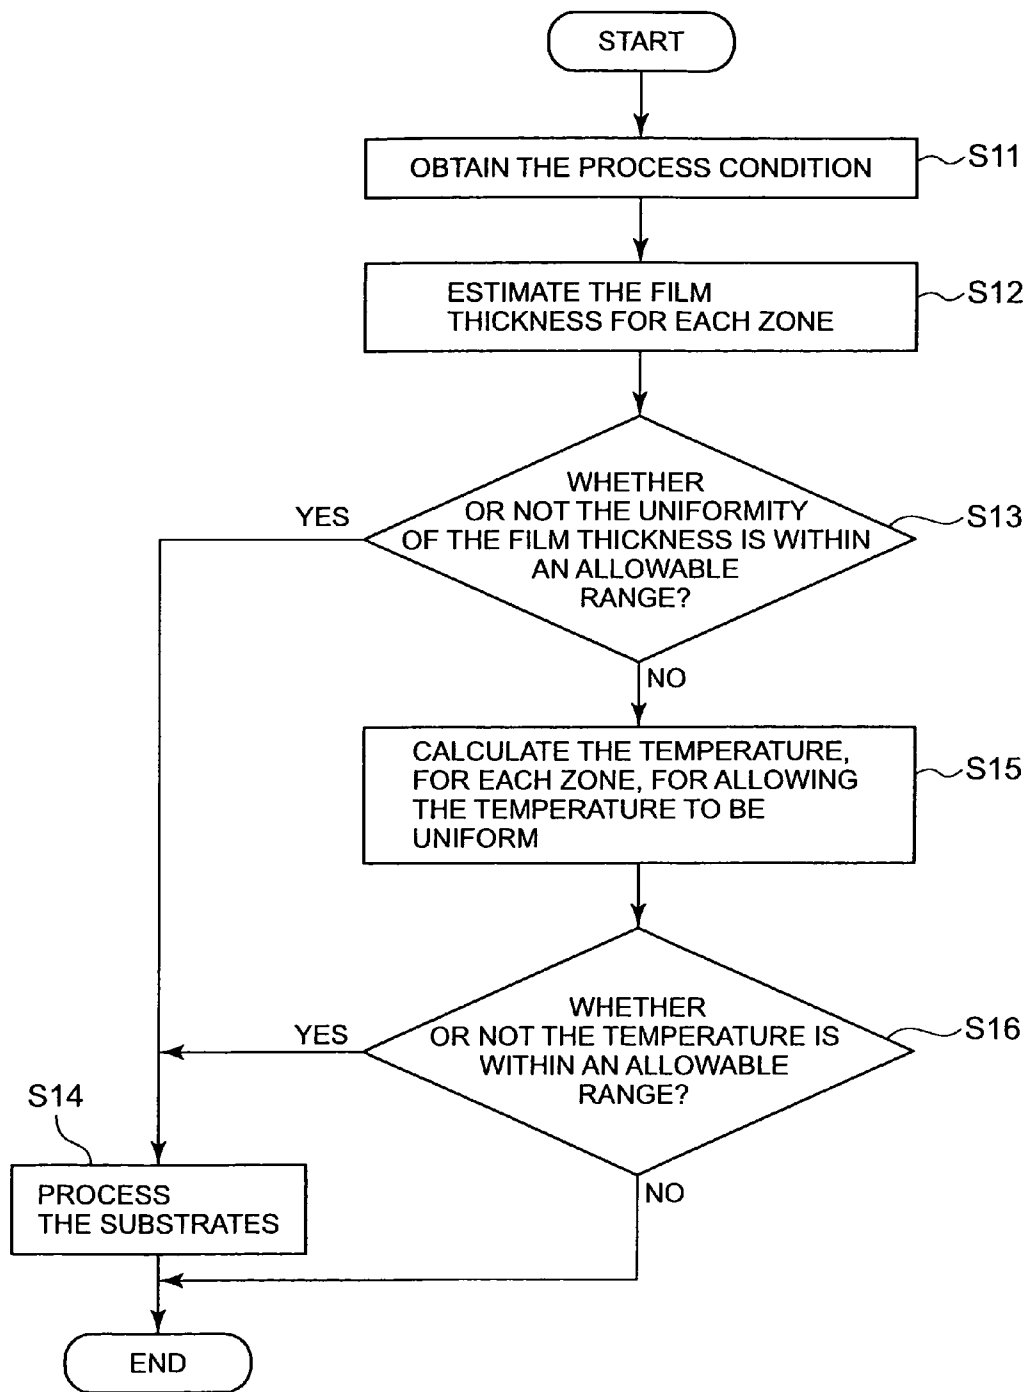 START
OBTAIN THE PROCESS CONDITION
S11
ESTIMATE THE FILM
THICKNESS FOR EACH ZONE
S12
WHETHER
OR NOT THE UNIFORMITY
OF THE FILM THICKNESS IS WITHIN
AN ALLOWABLE
RANGE?
S13
YES
NO
CALCULATE THE TEMPERATURE,
FOR EACH ZONE, FOR ALLOWING
THE TEMPERATURE TO BE
UNIFORM
S15
WHETHER
OR NOT THE TEMPERATURE IS
WITHIN AN ALLOWABLE
RANGE?
S16
YES
NO
S14
PROCESS
THE SUBSTRATES
END